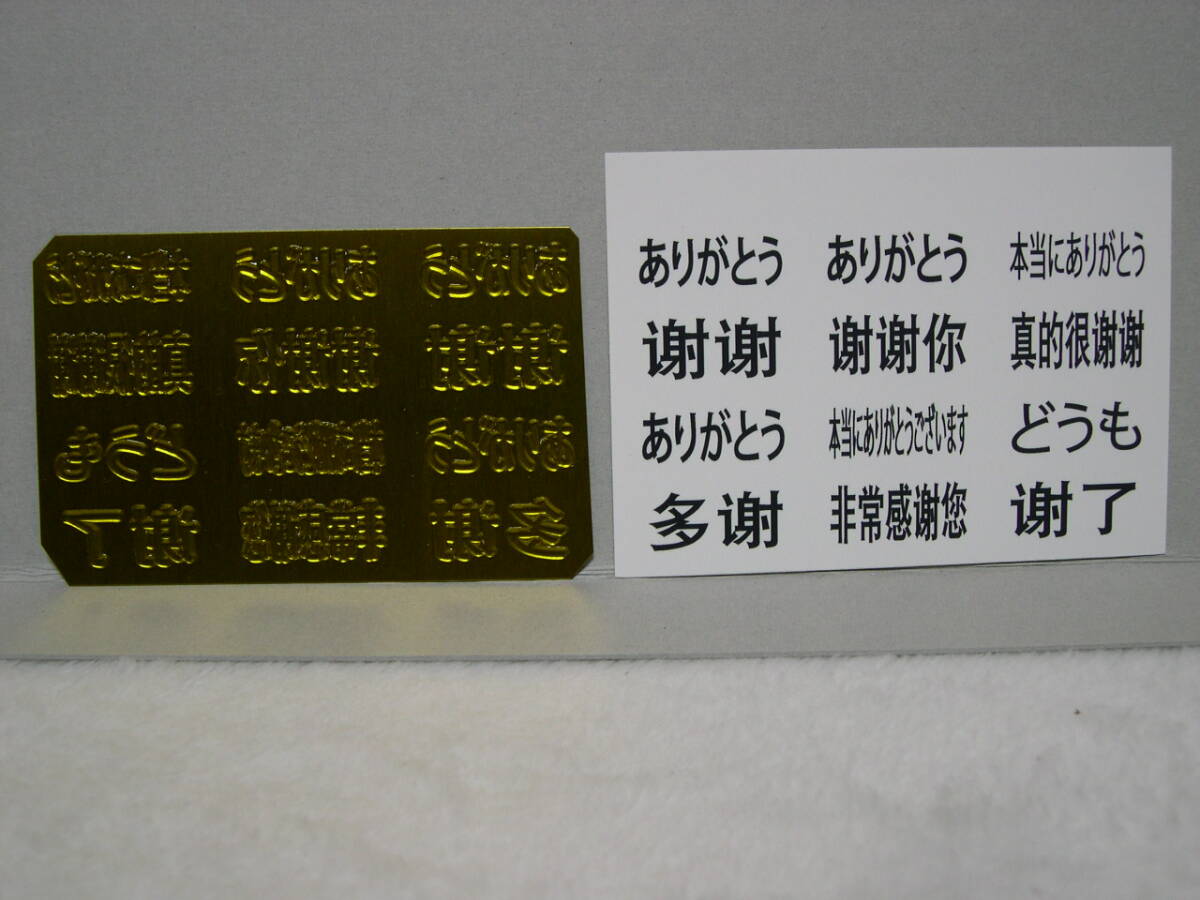 ありがとう ありがとう 本当にありがとう
谢谢 谢谢你 真的很谢谢
ありがとう 本当にありがとうございます どうも
多谢 非常感谢您 谢了